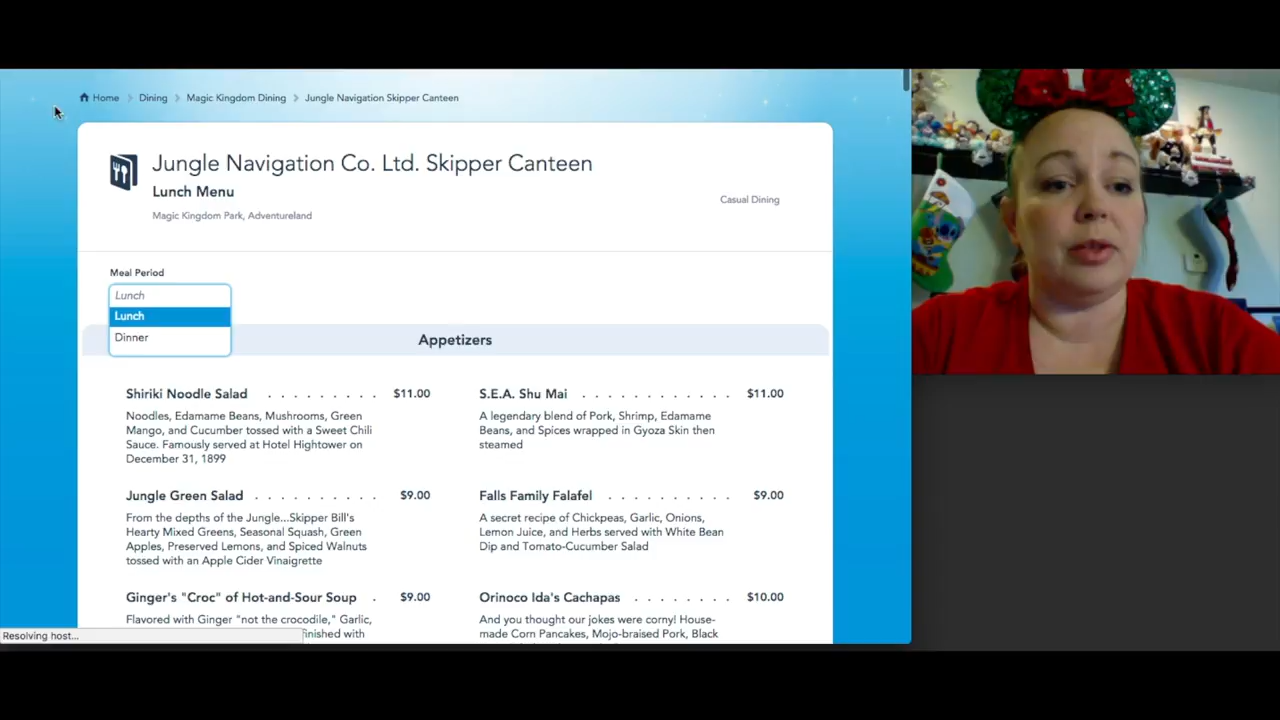 Home > Dining > Magic Kingdom Dining > Jungle Navigation Skipper Canteen
Jungle Navigation Co. Ltd. Skipper Canteen
Lunch Menu
Casual Dining
Magic Kingdom Park, Adventureland
Meal Period
Lunch
Lunch
Dinner
Appetizers
Shiriki Noodle Salad . . . . . . . . . $11.00
Noodles, Edamame Beans, Mushrooms, Green
Mango, and Cucumber tossed with a Sweet Chili
Sauce. Famously served at Hotel Hightower on
December 31, 1899
S.E.A. Shu Mai . . . . . . . . . . . . $11.00
A legendary blend of Pork, Shrimp, Edamame
Beans, and Spices wrapped in Gyoza Skin then
steamed
Jungle Green Salad . . . . . . . . . . $9.00
From the depths of the Jungle...Skipper Bill's
Hearty Mixed Greens, Seasonal Squash, Green
Apples, Preserved Lemons, and Spiced Walnuts
tossed with an Apple Cider Vinaigrette
Falls Family Falafel . . . . . . . . . . $9.00
A secret recipe of Chickpeas, Garlic, Onions,
Lemon Juice, and Herbs served with White Bean
Dip and Tomato-Cucumber Salad
Ginger's "Croc" of Hot-and-Sour Soup . $9.00
Flavored with Ginger "not the crocodile," Garlic,
finished with
Orinoco Ida's Cachapas . . . . . . . . $10.00
And you thought our jokes were corny! House-
made Corn Pancakes, Mojo-braised Pork, Black
Resolving host...